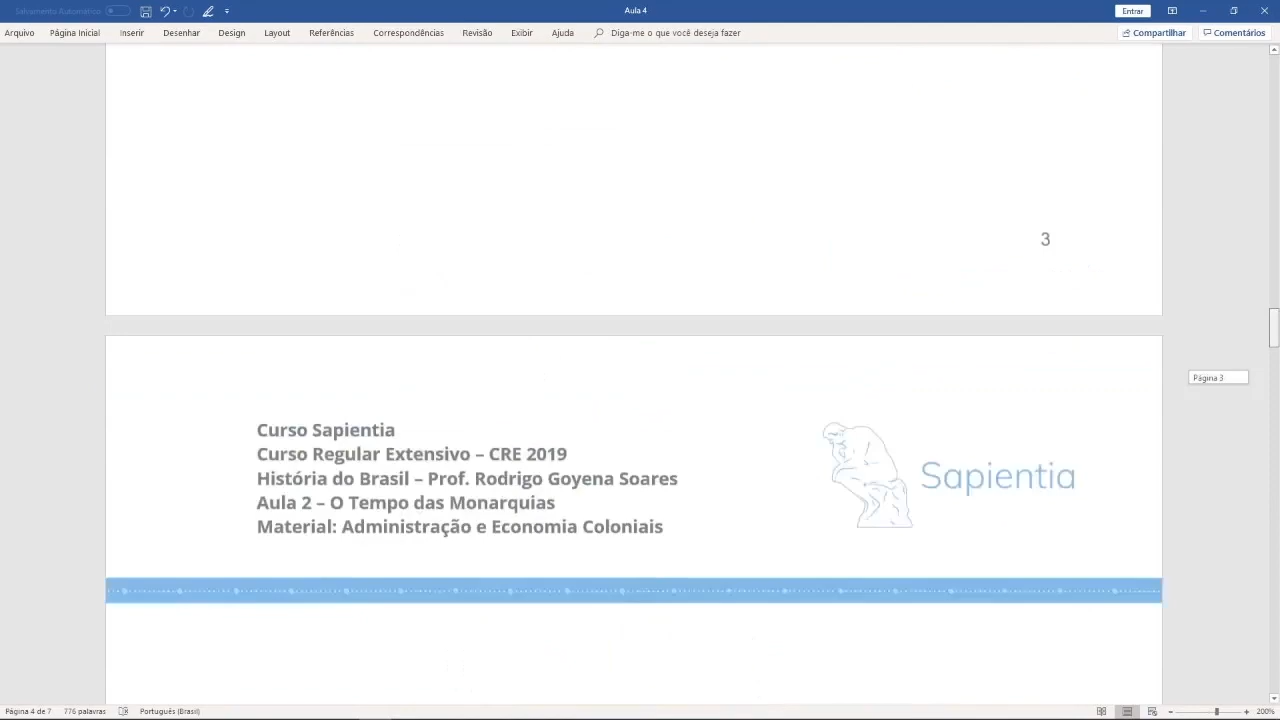 Salvamento Automático
Aula 4
Entrar
Arquivo Página Inicial Inserir Desenhar Design Layout Referências Correspondências Revisão Exibir Ajuda Diga-me o que você deseja fazer Compartilhar Comentários
3
Página 3
Curso Sapientia
Curso Regular Extensivo – CRE 2019
História do Brasil – Prof. Rodrigo Goyena Soares
Aula 2 – O Tempo das Monarquias
Material: Administração e Economia Coloniais
Sapientia
Página 4 de 7 776 palavras Português (Brasil) 200%